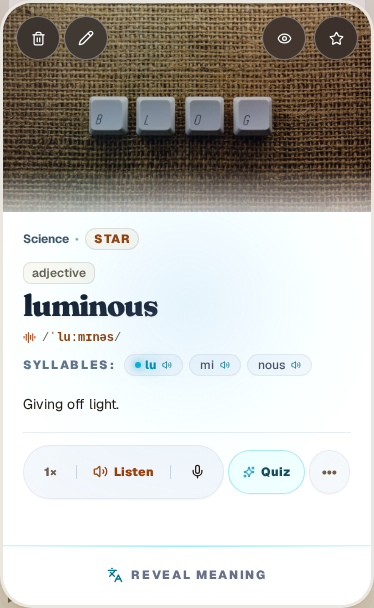 B L O G
Science • STAR
adjective
luminous
/ˈluːmɪnəs/
SYLLABLES: lu mi nous
Giving off light.
1× Listen Quiz
REVEAL MEANING